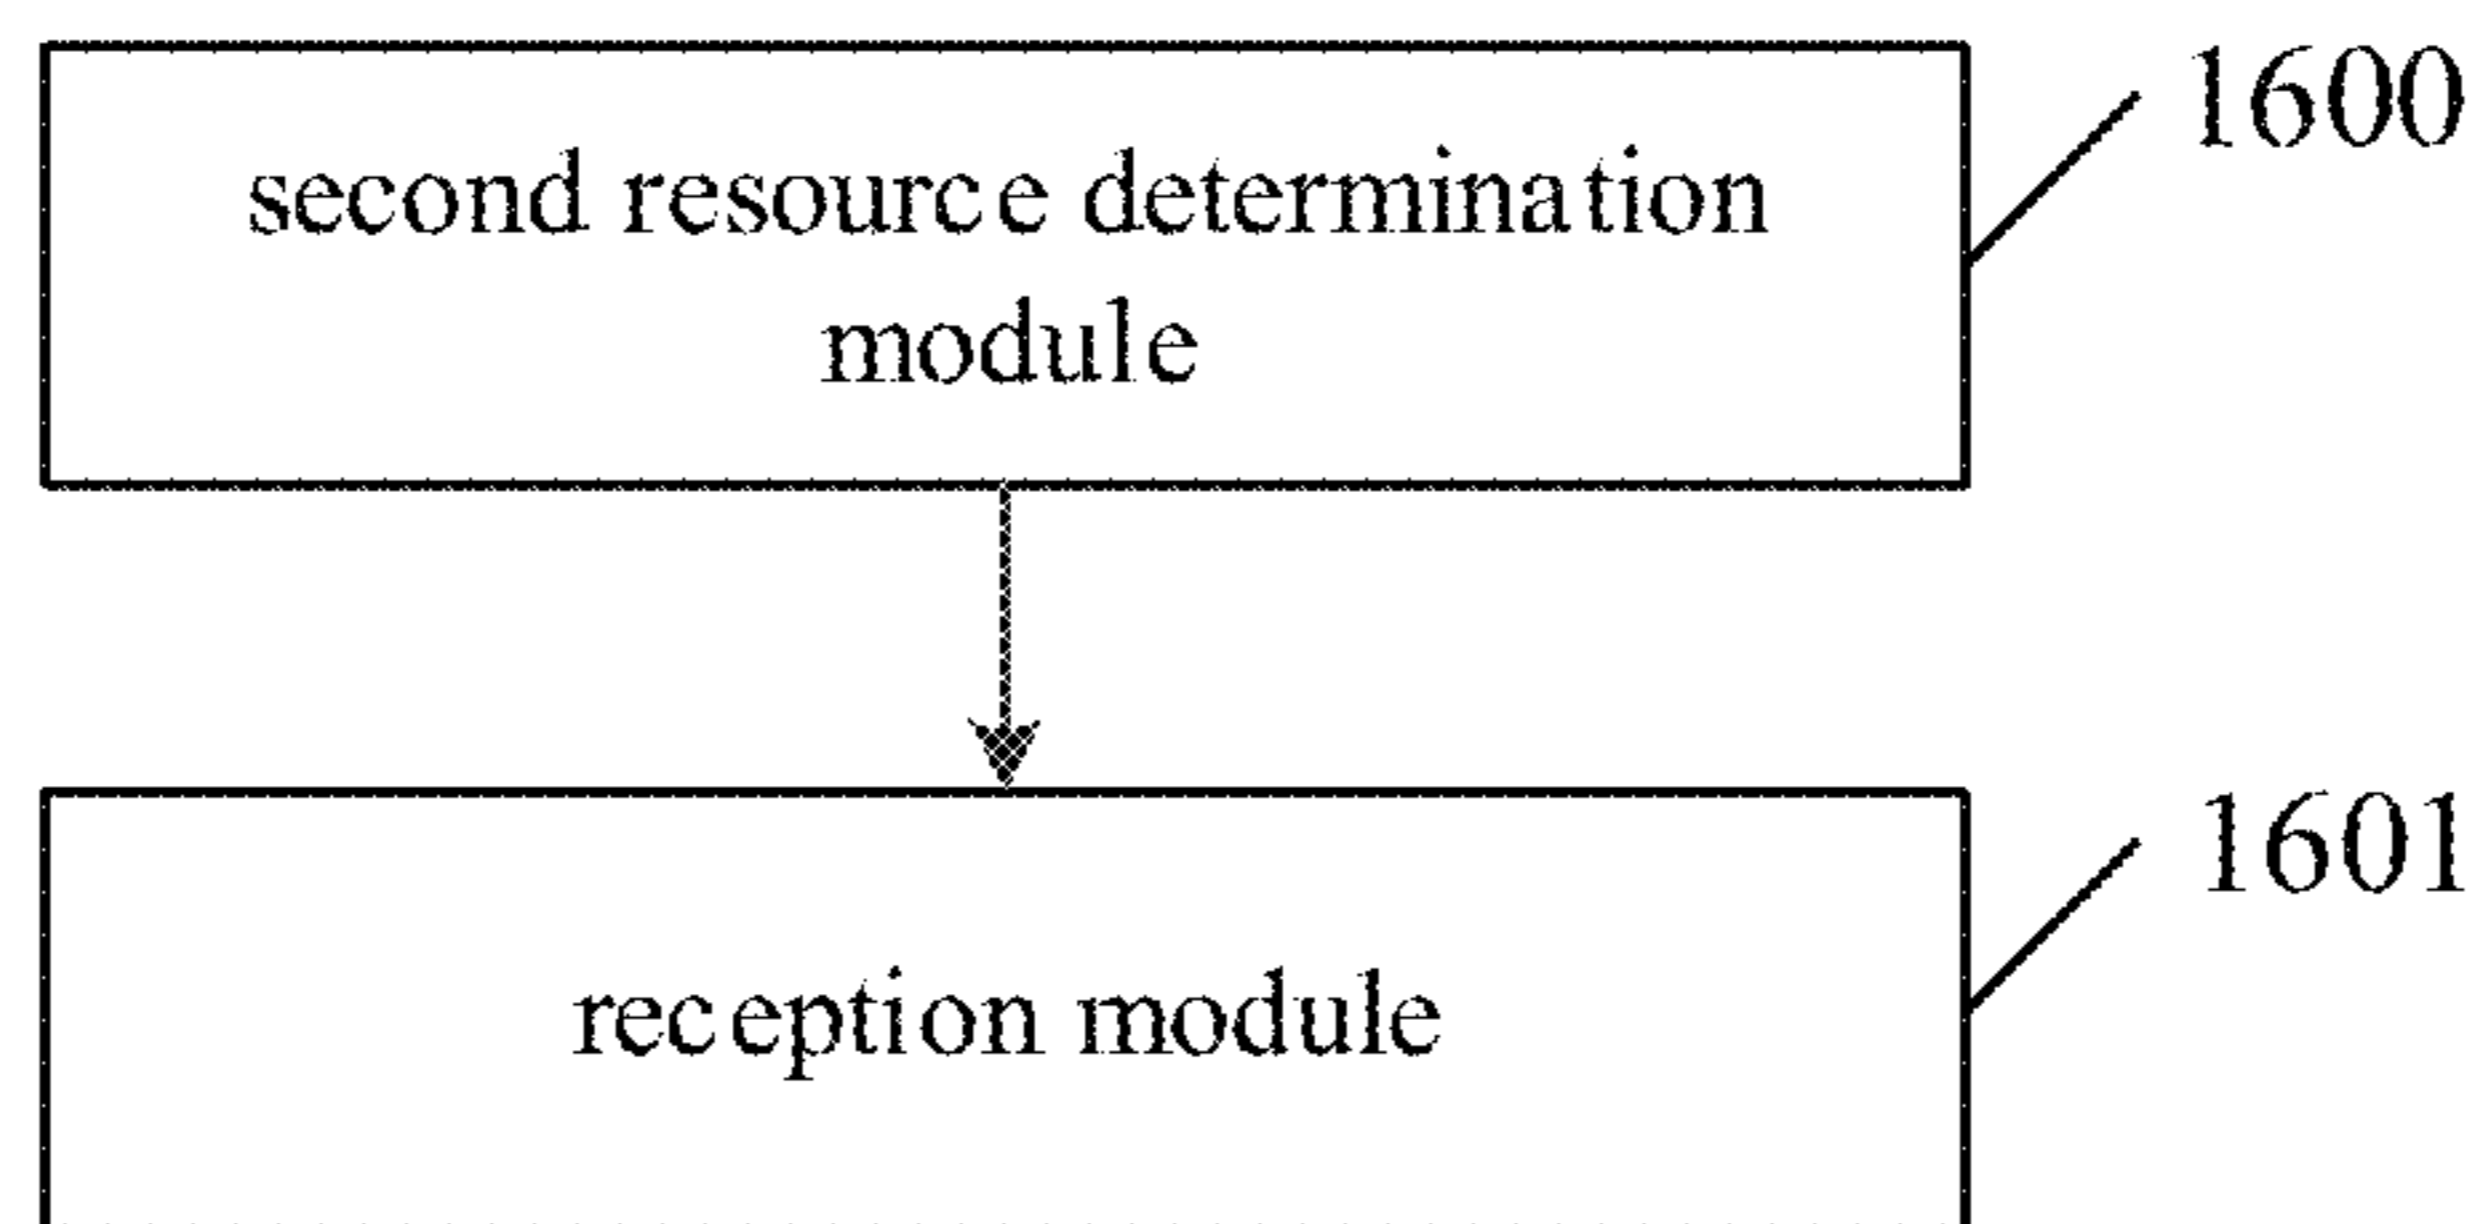 1600
second resource determination
module
1601
reception module